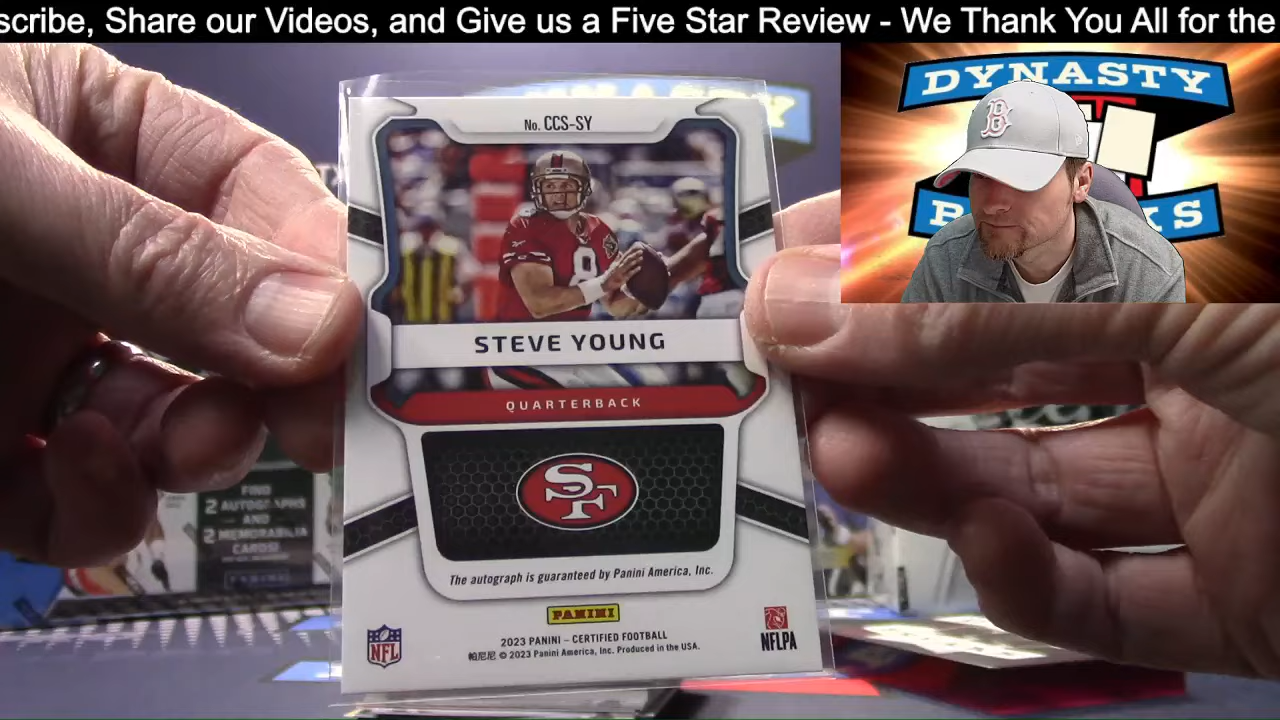 scribe, Share our Videos, and Give us a Five Star Review - We Thank You All for the
DYNASTY
B
KS
B
No. CCS-SY
8
STEVE YOUNG
QUARTERBACK
SF
The autograph is guaranteed by Panini America, Inc.
PANINI
2023 PANINI – CERTIFIED FOOTBALL
帕尼尼 © 2023 Panini America, Inc. Produced in the USA.
NFL
NFLPA
FIND
2 AUTOGRAPHS
AND
2 MEMORABILIA
CARDS!
PANINI